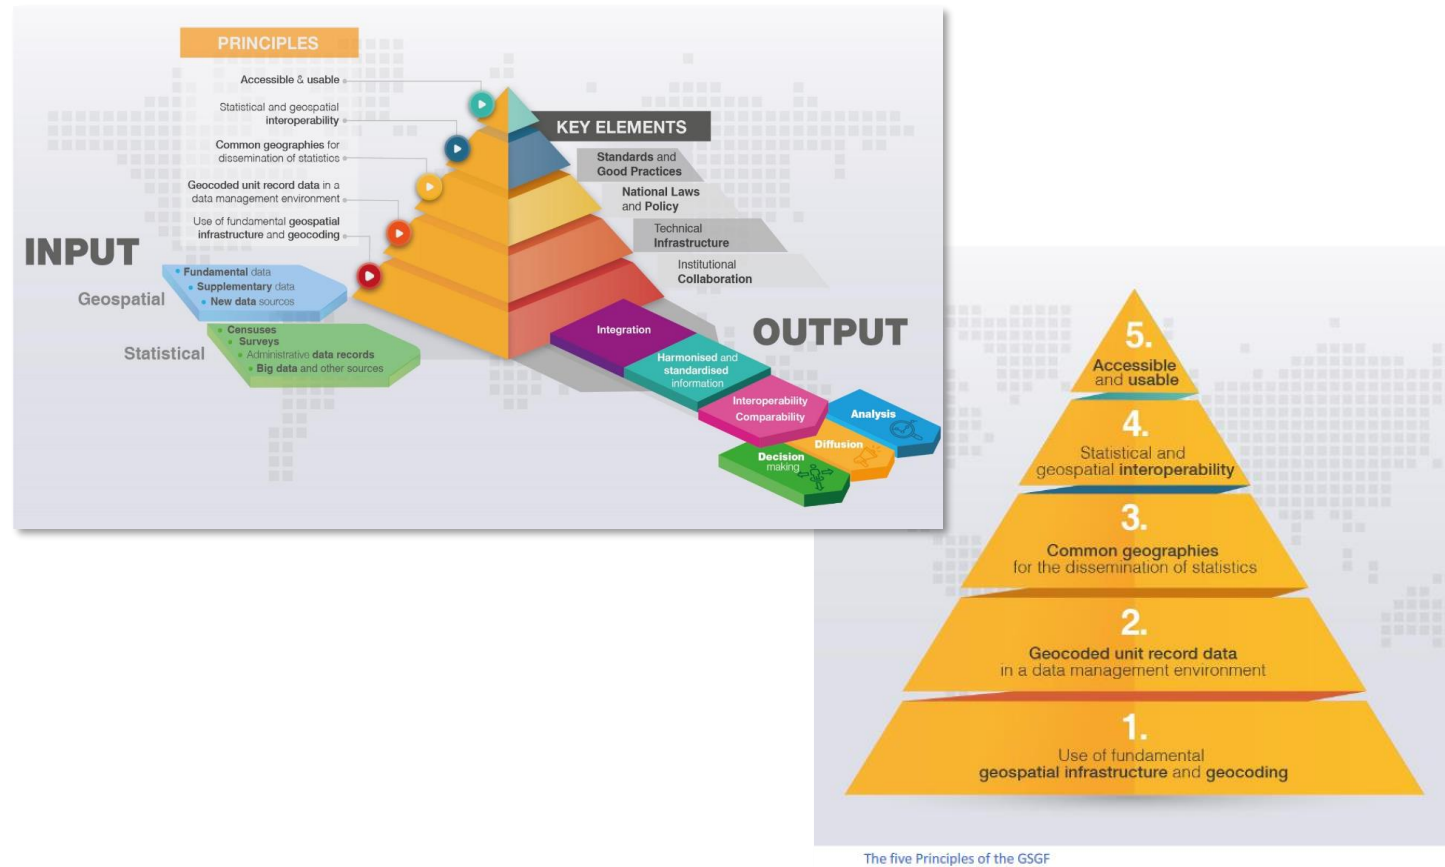 PRINCIPLES
Accessible & usable
Statistical and geospatial
interoperability
Common geographies for
dissemination of statistics
Geocoded unit record data in a
data management environment
Use of fundamental geospatial
infrastructure and geocoding
KEY ELEMENTS
Standards and
Good Practices
National Laws
and Policy
Technical
Infrastructure
Institutional
Collaboration
INPUT
Geospatial
Fundamental data
Supplementary data
New data sources
Statistical
Censuses
Surveys
Administrative data records
Big data and other sources
OUTPUT
Integration
Harmonised and
standardised
information
Interoperability
Comparability
Analysis
Diffusion
Decision
making
5.
Accessible
and usable
4.
Statistical and
geospatial interoperability
3.
Common geographies
for the dissemination of statistics
2.
Geocoded unit record data
in a data management environment
1.
Use of fundamental
geospatial infrastructure and geocoding
The five Principles of the GSGF